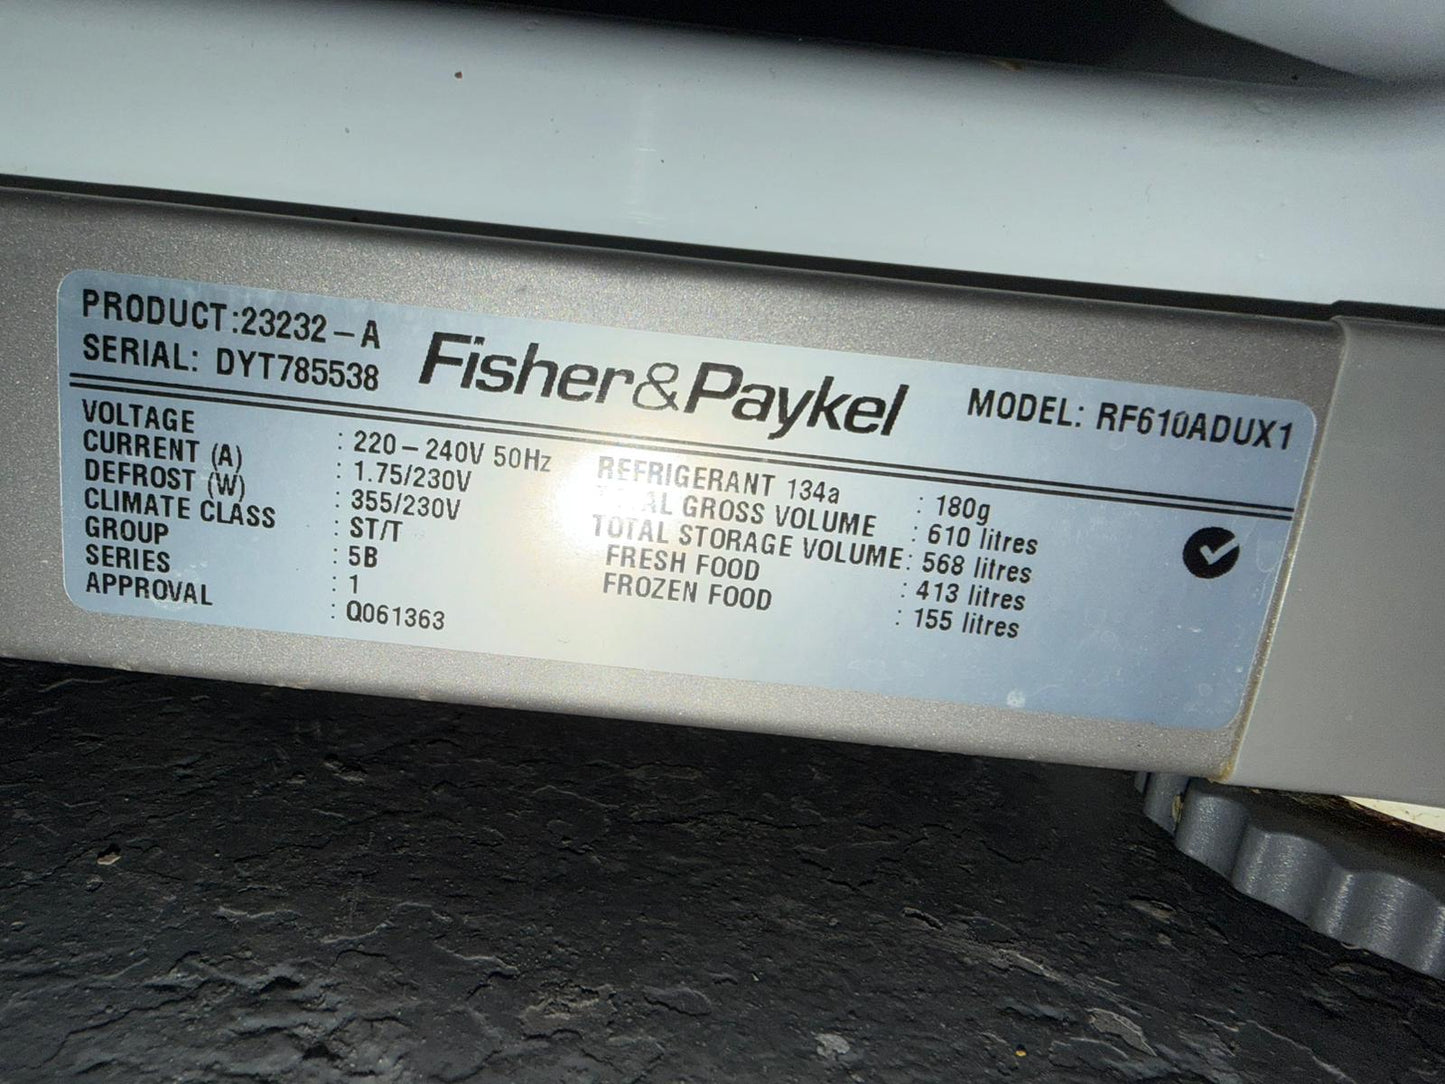 PRODUCT:23232-A
SERIAL: DYT785538
Fisher&Paykel
MODEL: RF610ADUX1
VOLTAGE : 220-240V 50Hz
CURRENT (A) : 1.75/230V
DEFROST (W) : 355/230V
CLIMATE CLASS : ST/T
GROUP : 5B
SERIES : 1
APPROVAL : Q061363
REFRIGERANT 134a : 180g
TOTAL GROSS VOLUME : 610 litres
TOTAL STORAGE VOLUME: 568 litres
FRESH FOOD : 413 litres
FROZEN FOOD : 155 litres